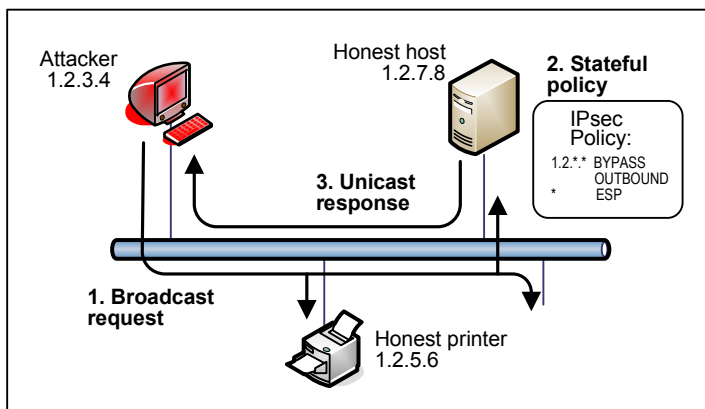 Attacker
1.2.3.4
Honest host
1.2.7.8
2. Stateful
policy
IPsec
Policy:
1.2.*.* BYPASS
OUTBOUND
* ESP
3. Unicast
response
1. Broadcast
request
Honest printer
1.2.5.6